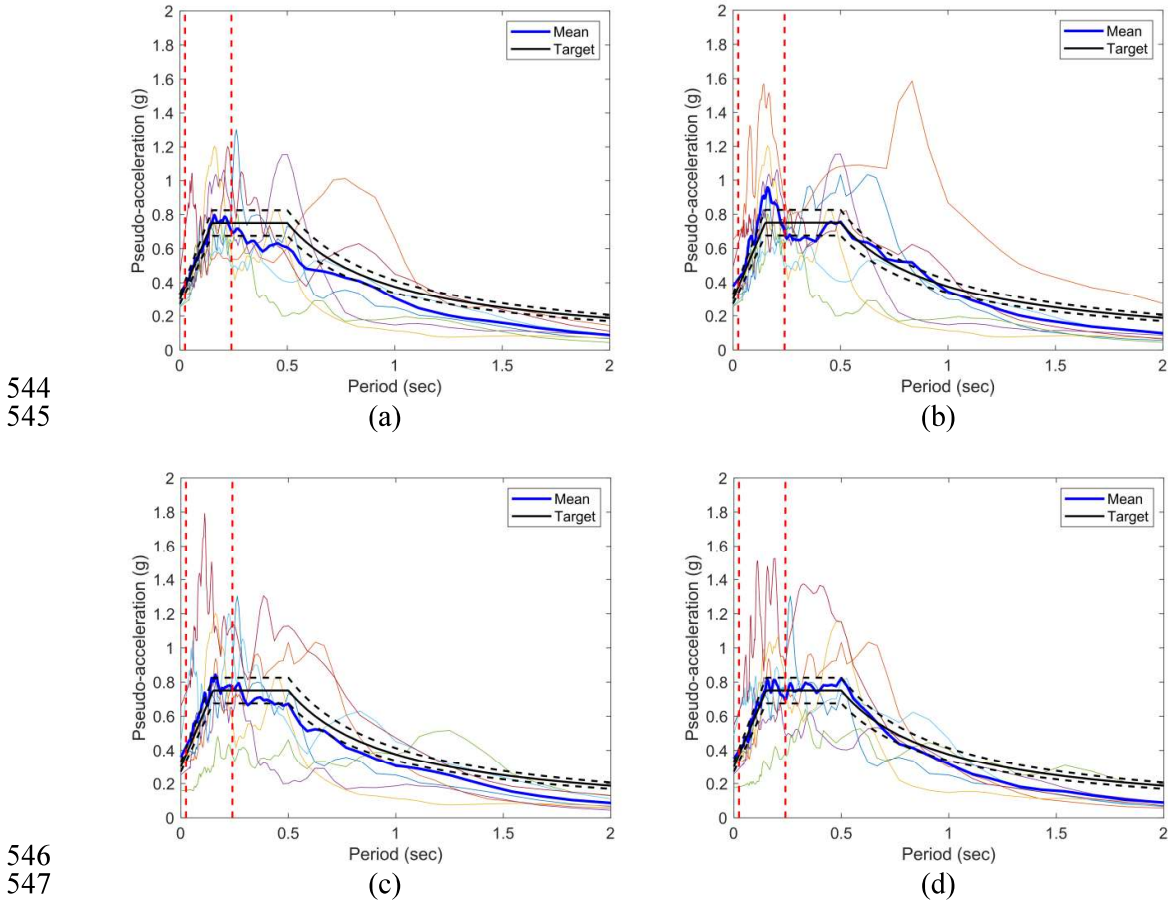 2
1.8
1.6
1.4
1.2
1
0.8
0.6
0.4
0.2
0
Pseudo-acceleration (g)
Mean
Target
0 0.5 1 1.5 2
Period (sec)
2
1.8
1.6
1.4
1.2
1
0.8
0.6
0.4
0.2
0
Pseudo-acceleration (g)
Mean
Target
0 0.5 1 1.5 2
Period (sec)
544
545 (a) (b)
2
1.8
1.6
1.4
1.2
1
0.8
0.6
0.4
0.2
0
Pseudo-acceleration (g)
Mean
Target
0 0.5 1 1.5 2
Period (sec)
2
1.8
1.6
1.4
1.2
1
0.8
0.6
0.4
0.2
0
Pseudo-acceleration (g)
Mean
Target
0 0.5 1 1.5 2
Period (sec)
546
547 (c) (d)